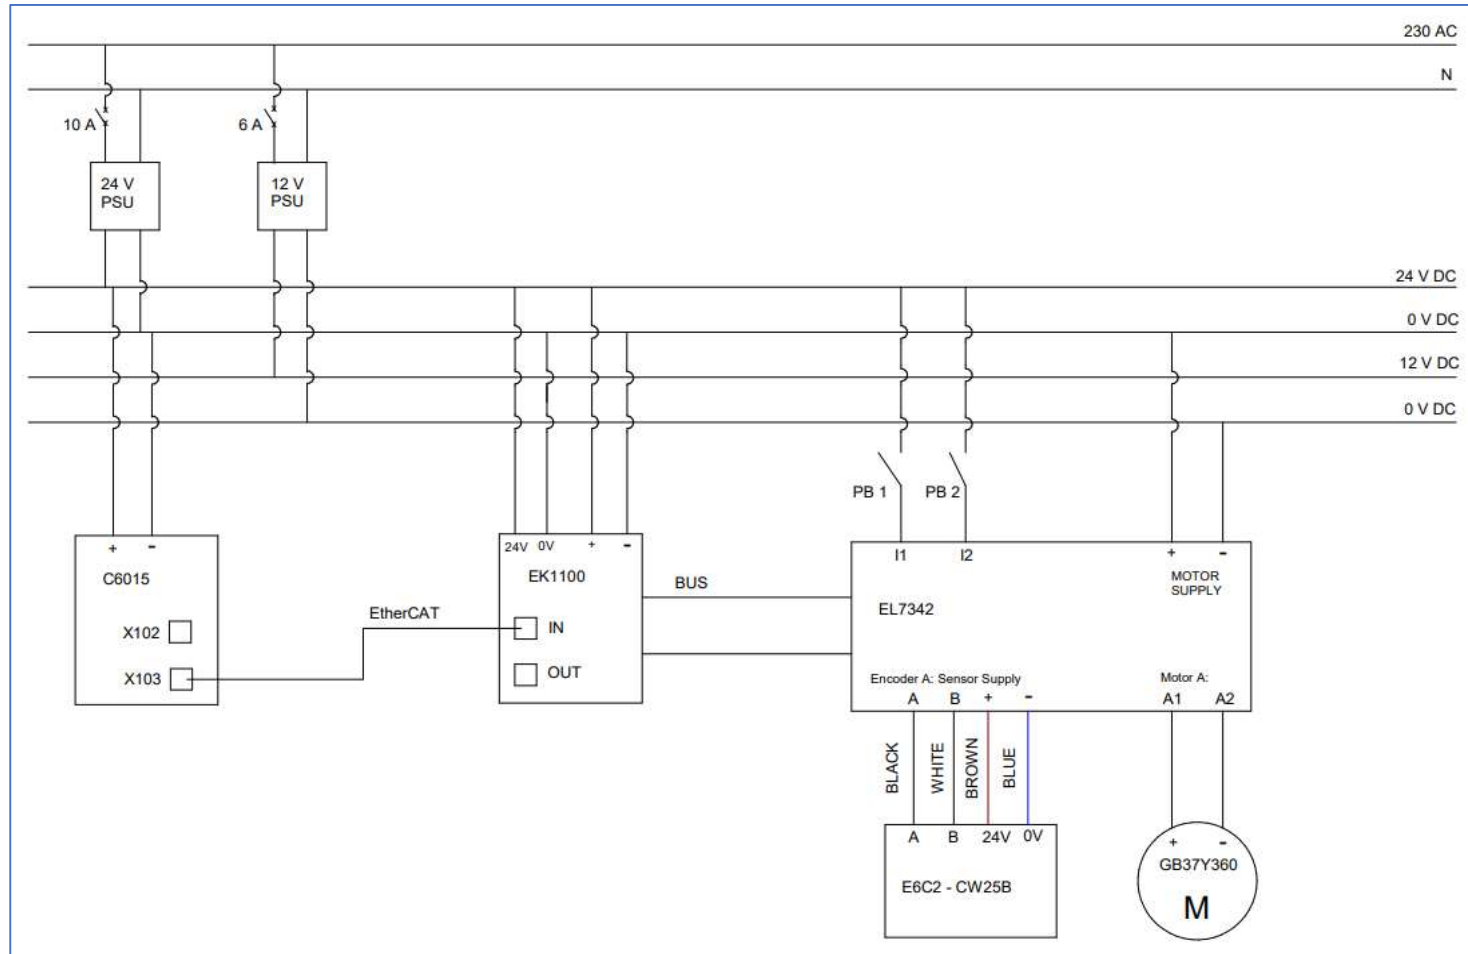 230 AC
N
10 A
6 A
24 V
PSU
12 V
PSU
24 V DC
0 V DC
12 V DC
0 V DC
PB 1
PB 2
+ -
C6015
X102
X103
EtherCAT
24V 0V + -
EK1100
IN
OUT
BUS
I1 I2 + -
MOTOR
SUPPLY
EL7342
Encoder A: Sensor Supply
Motor A:
A B + -
A1 A2
BLACK
WHITE
BROWN
BLUE
A B 24V 0V
E6C2 - CW25B
+ -
GB37Y360
M